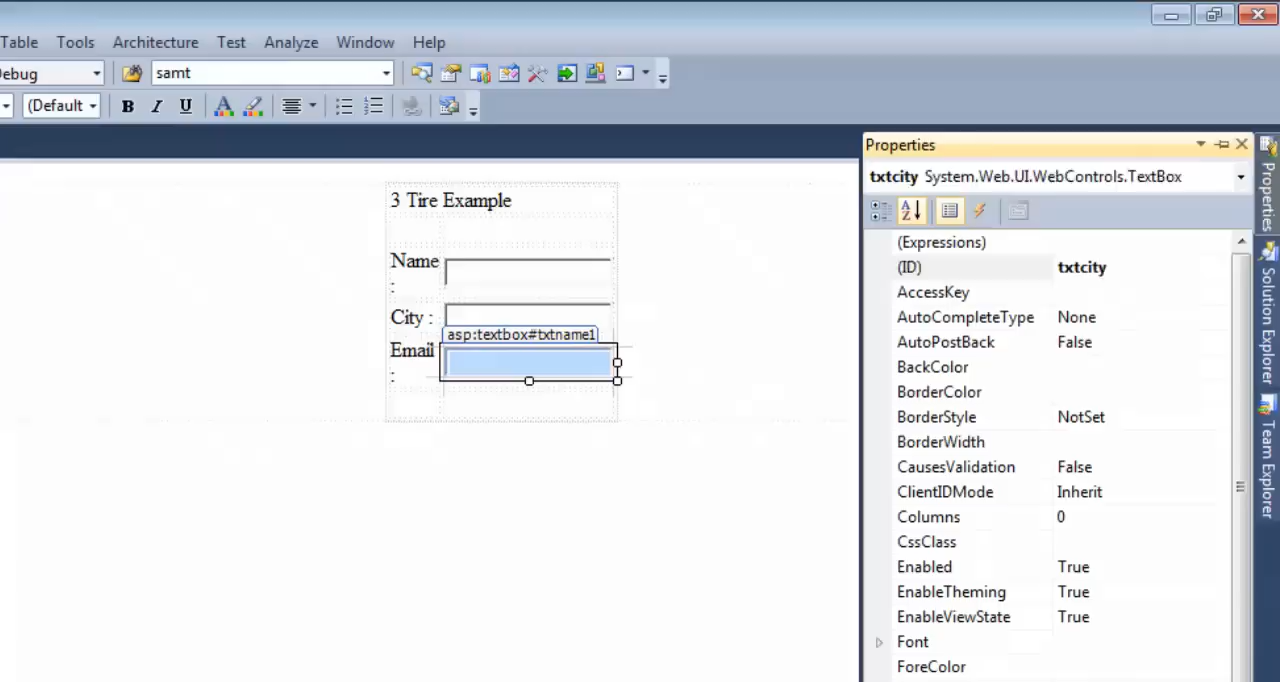 Table Tools Architecture Test Analyze Window Help
Debug samt
(Default B I U
Properties
txtcity System.Web.UI.WebControls.TextBox
A Z
3 Tire Example
Name
:
City :
asp:textbox#txtname1
Email
:
(Expressions)
(ID) txtcity
AccessKey
AutoCompleteType None
AutoPostBack False
BackColor
BorderColor
BorderStyle NotSet
BorderWidth
CausesValidation False
ClientIDMode Inherit
Columns 0
CssClass
Enabled True
EnableTheming True
EnableViewState True
Font
ForeColor
Properties
Solution Explorer
Team Explorer